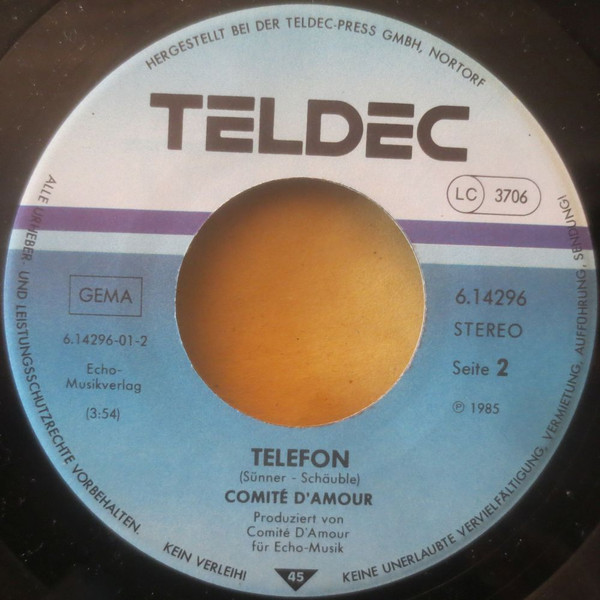 HERGESTELLT BEI DER TELDEC-PRESS GMBH, NORTORF
TELDEC
LC 3706
GEMA
6.14296-01-2
Echo-
Musikverlag
(3:54)
6.14296
STEREO
Seite 2
℗ 1985
TELEFON
(Sünner - Schäuble)
COMITÉ D'AMOUR
Produziert von
Comité D'Amour
für Echo-Musik
45
ALLE URHEBER- UND LEISTUNGSSCHUTZRECHTE VORBEHALTEN.
KEIN VERLEIH! KEINE UNERLAUBTE VERVIELFÄLTIGUNG, VERMIETUNG, AUFFÜHRUNG, SENDUNG!